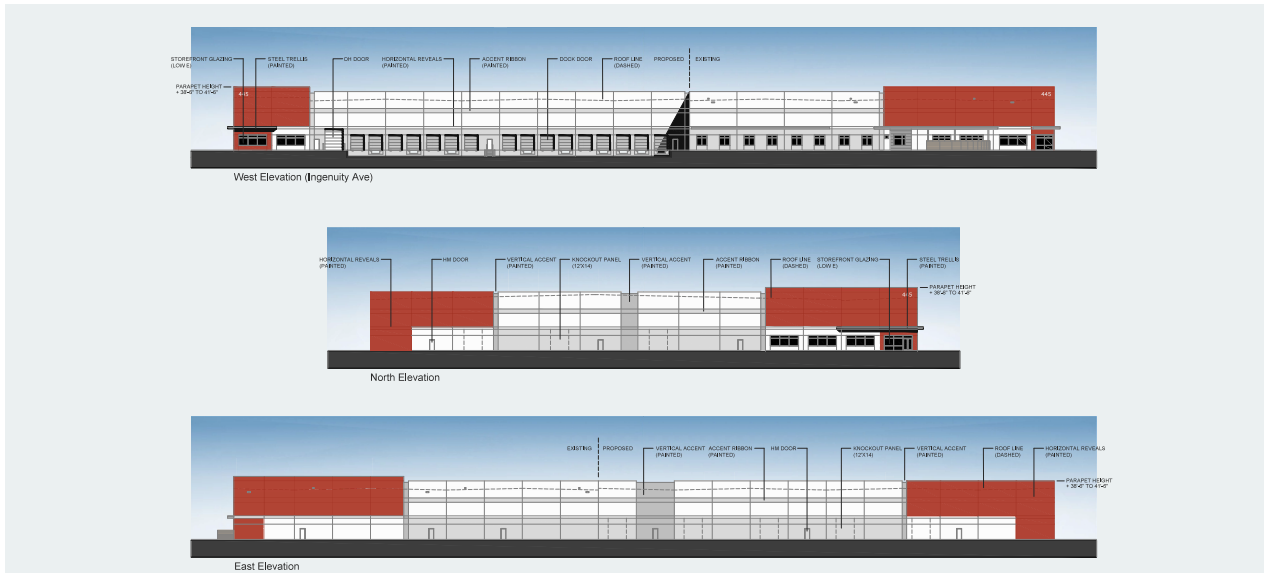 STOREFRONT GLAZING
(LOW E)
STEEL TRELLIS
(PAINTED)
OH DOOR
HORIZONTAL REVEALS
(PAINTED)
ACCENT RIBBON
(PAINTED)
DOCK DOOR
ROOF LINE
(DASHED)
PROPOSED
EXISTING
PARAPET HEIGHT
+ 38'-6" TO 41'-6"
445
445
West Elevation (Ingenuity Ave)
HORIZONTAL REVEALS
(PAINTED)
HM DOOR
VERTICAL ACCENT
(PAINTED)
KNOCKOUT PANEL
(12'X14)
VERTICAL ACCENT
(PAINTED)
ACCENT RIBBON
(PAINTED)
ROOF LINE
(DASHED)
STOREFRONT GLAZING
(LOW E)
STEEL TRELLIS
(PAINTED)
PARAPET HEIGHT
+ 38'-6" TO 41'-6"
445
North Elevation
EXISTING
PROPOSED
VERTICAL ACCENT
(PAINTED)
ACCENT RIBBON
(PAINTED)
HM DOOR
KNOCKOUT PANEL
(12'X14)
VERTICAL ACCENT
(PAINTED)
ROOF LINE
(DASHED)
HORIZONTAL REVEALS
(PAINTED)
PARAPET HEIGHT
+ 38'-6" TO 41'-6"
East Elevation